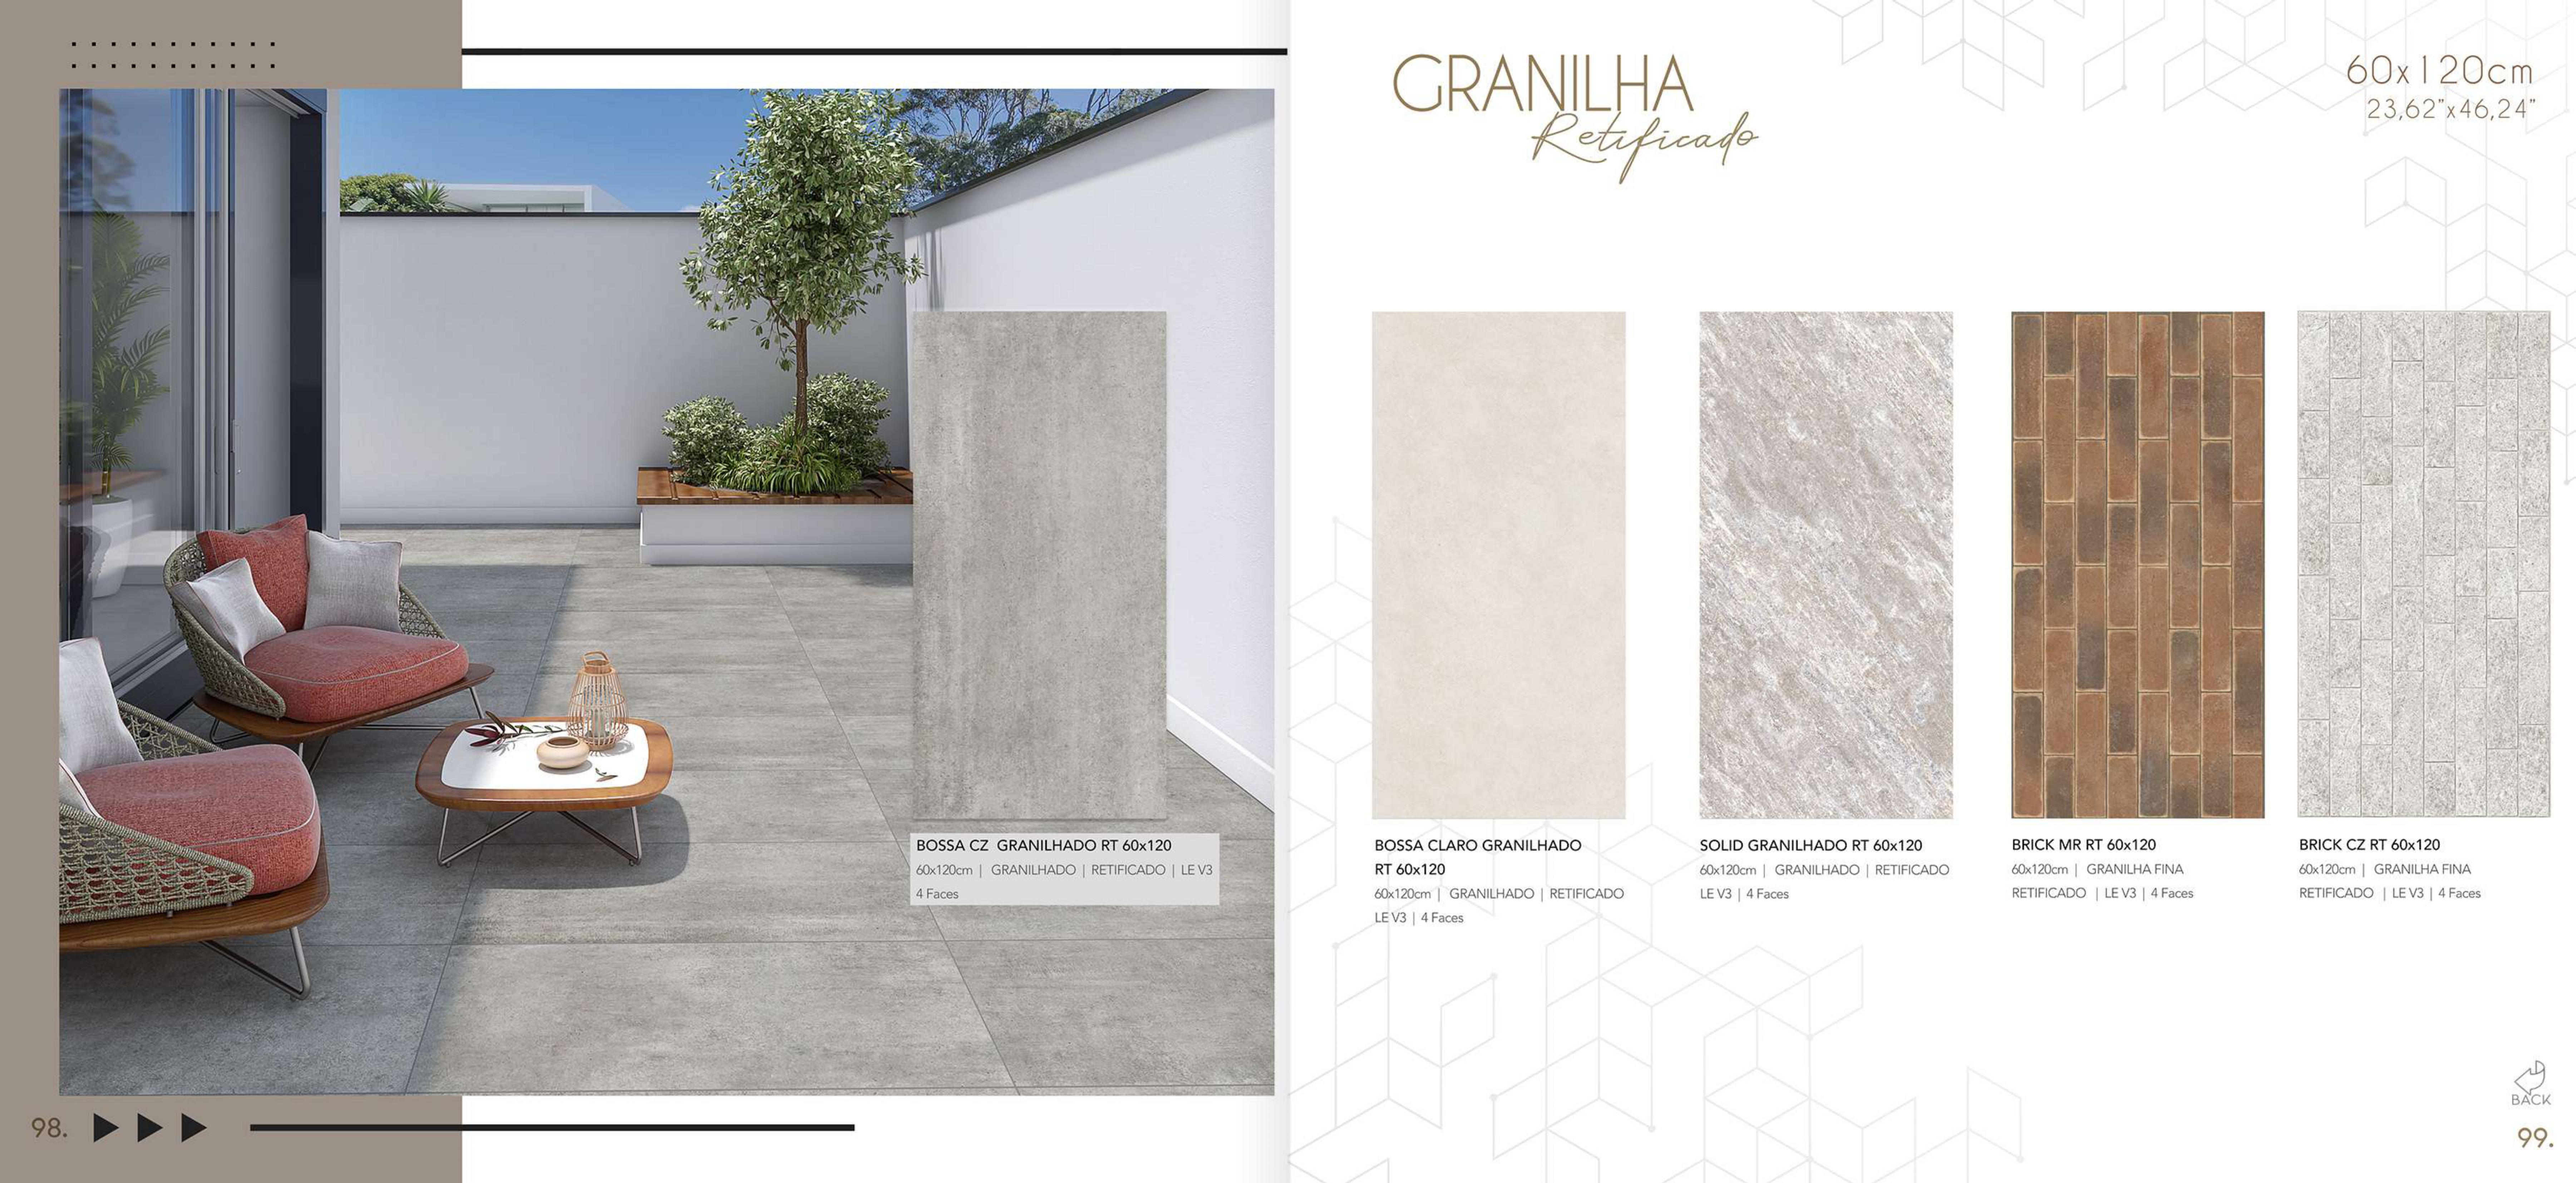 BOSSA CZ  GRANILHADO RT 60x120
60x120cm |  GRANILHADO | RETIFICADO | LE V3
4 Faces
98.
GRANILHA
Retificado
60x120cm
23,62”x46,24”
BOSSA CLARO GRANILHADO
RT 60x120
60x120cm |  GRANILHADO | RETIFICADO
LE V3 | 4 Faces
SOLID GRANILHADO RT 60x120
60x120cm |  GRANILHADO | RETIFICADO
LE V3 | 4 Faces
BRICK MR RT 60x120
60x120cm |  GRANILHA FINA
RETIFICADO  | LE V3 | 4 Faces
BRICK CZ RT 60x120
60x120cm |  GRANILHA FINA
RETIFICADO  | LE V3 | 4 Faces
BACK
99.